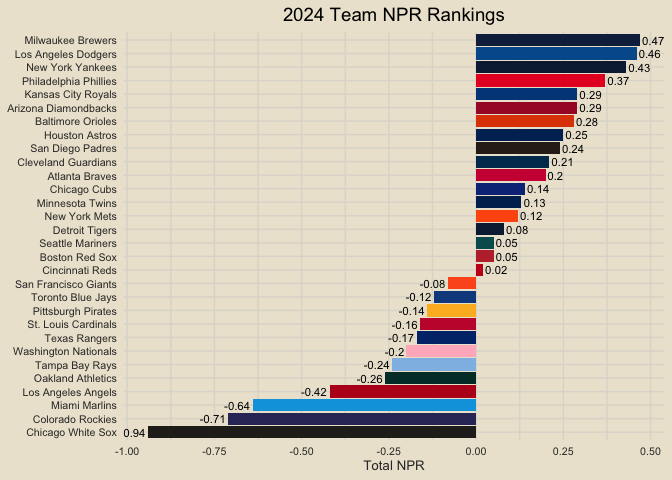 2024 Team NPR Rankings
Milwaukee Brewers 0.47
Los Angeles Dodgers 0.46
New York Yankees 0.43
Philadelphia Phillies 0.37
Kansas City Royals 0.29
Arizona Diamondbacks 0.29
Baltimore Orioles 0.28
Houston Astros 0.25
San Diego Padres 0.24
Cleveland Guardians 0.21
Atlanta Braves 0.2
Chicago Cubs 0.14
Minnesota Twins 0.13
New York Mets 0.12
Detroit Tigers 0.08
Seattle Mariners 0.05
Boston Red Sox 0.05
Cincinnati Reds 0.02
San Francisco Giants -0.08
Toronto Blue Jays -0.12
Pittsburgh Pirates -0.14
St. Louis Cardinals -0.16
Texas Rangers -0.17
Washington Nationals -0.2
Tampa Bay Rays -0.24
Oakland Athletics -0.26
Los Angeles Angels -0.42
Miami Marlins -0.64
Colorado Rockies -0.71
Chicago White Sox 0.94
-1.00 -0.75 -0.50 -0.25 0.00 0.25 0.50
Total NPR